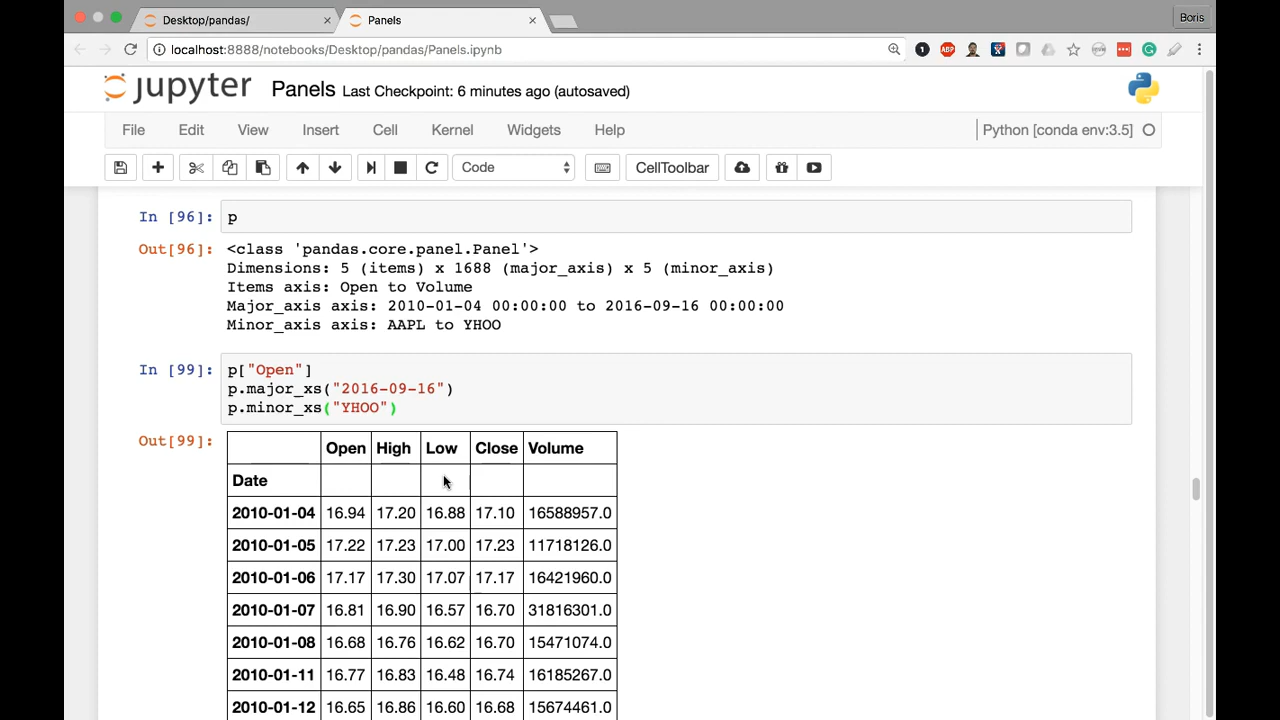 Desktop/pandas/ × Panels × Boris
localhost:8888/notebooks/Desktop/pandas/Panels.ipynb
jupyter Panels Last Checkpoint: 6 minutes ago (autosaved)
File Edit View Insert Cell Kernel Widgets Help Python [conda env:3.5]
Code CellToolbar
In [96]: p
Out[96]: <class 'pandas.core.panel.Panel'>
Dimensions: 5 (items) x 1688 (major_axis) x 5 (minor_axis)
Items axis: Open to Volume
Major_axis axis: 2010-01-04 00:00:00 to 2016-09-16 00:00:00
Minor_axis axis: AAPL to YHOO
In [99]: p["Open"]
p.major_xs("2016-09-16")
p.minor_xs("YHOO")
Out[99]:
Open High Low Close Volume
Date
2010-01-04 16.94 17.20 16.88 17.10 16588957.0
2010-01-05 17.22 17.23 17.00 17.23 11718126.0
2010-01-06 17.17 17.30 17.07 17.17 16421960.0
2010-01-07 16.81 16.90 16.57 16.70 31816301.0
2010-01-08 16.68 16.76 16.62 16.70 15471074.0
2010-01-11 16.77 16.83 16.48 16.74 16185267.0
2010-01-12 16.65 16.86 16.60 16.68 15674461.0